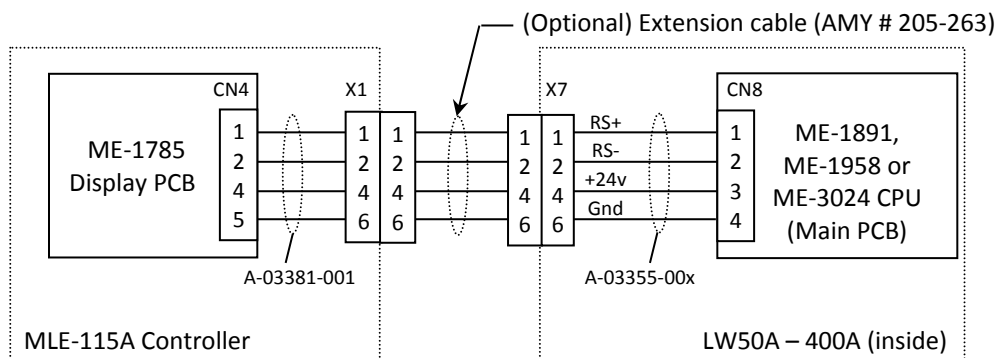 (Optional) Extension cable (AMY # 205-263)
CN4 X1 X7 CN8
ME-1785
Display PCB
ME-1891,
ME-1958 or
ME-3024 CPU
(Main PCB)
1 1 1 1 1 RS+ 1
2 2 2 2 2 RS- 2
4 4 4 4 4 +24v 3
5 6 6 6 6 Gnd 4
A-03381-001 A-03355-00x
MLE-115A Controller LW50A – 400A (inside)